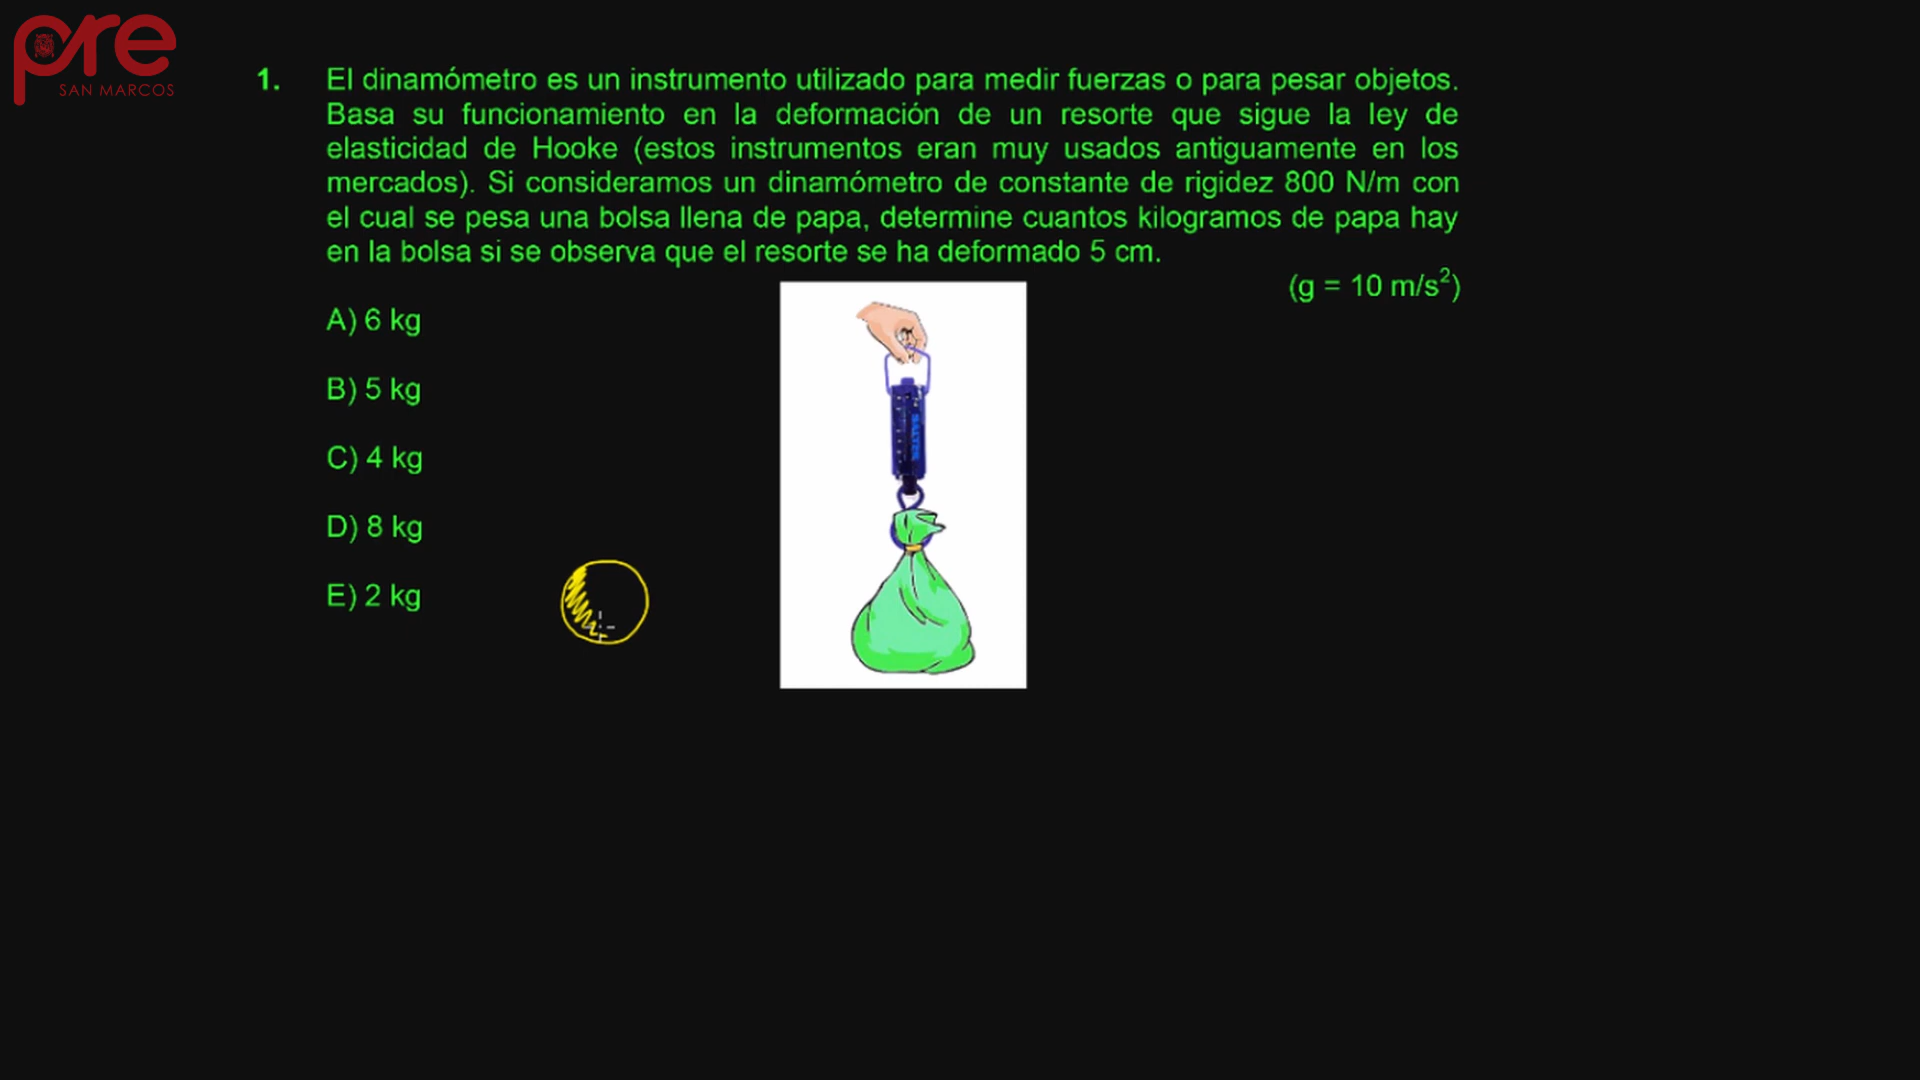 pre
SAN MARCOS
1. El dinamómetro es un instrumento utilizado para medir fuerzas o para pesar objetos.
Basa su funcionamiento en la deformación de un resorte que sigue la ley de
elasticidad de Hooke (estos instrumentos eran muy usados antiguamente en los
mercados). Si consideramos un dinamómetro de constante de rigidez 800 N/m con
el cual se pesa una bolsa llena de papa, determine cuantos kilogramos de papa hay
en la bolsa si se observa que el resorte se ha deformado 5 cm.
(g = 10 m/s²)
A) 6 kg
B) 5 kg
C) 4 kg
D) 8 kg
E) 2 kg
SALTER